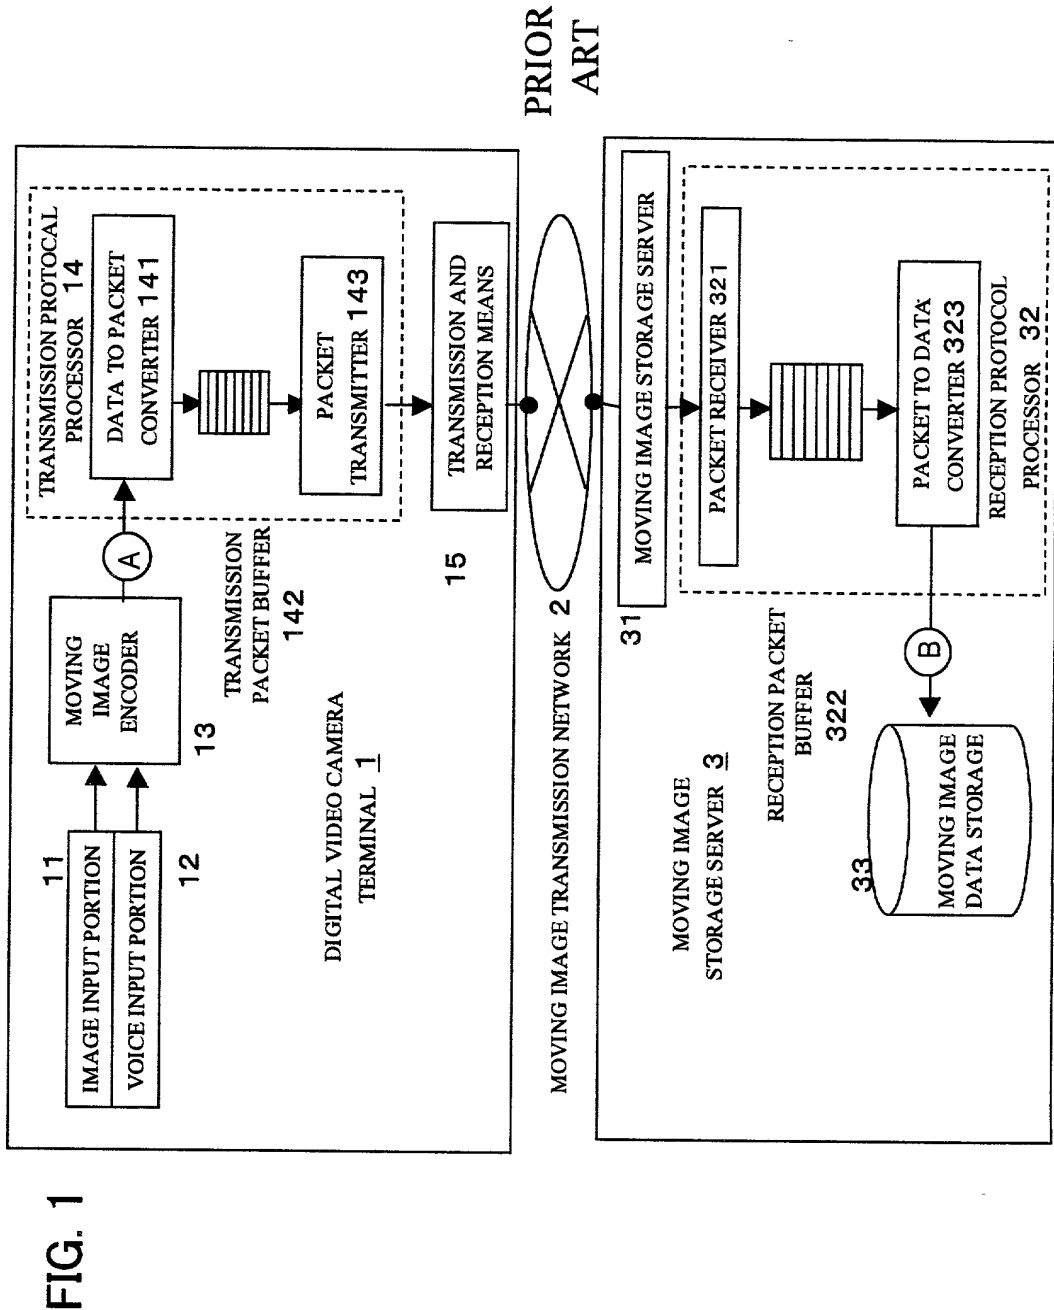 FIG. 1
PRIOR
ART
11
IMAGE INPUT PORTION
VOICE INPUT PORTION
12
MOVING
IMAGE
ENCODER
13
A
TRANSMISSION PROTOCAL
PROCESSOR 14
DATA TO PACKET
CONVERTER 141
TRANSMISSION
PACKET BUFFER
142
PACKET
TRANSMITTER 143
DIGITAL VIDEO CAMERA
TERMINAL 1
15
TRANSMISSION AND
RECEPTION MEANS
MOVING IMAGE TRANSMISSION NETWORK 2
31
MOVING IMAGE STORAGE SERVER
MOVING IMAGE
STORAGE SERVER 3
PACKET RECEIVER 321
RECEPTION PACKET
BUFFER
322
PACKET TO DATA
CONVERTER 323
RECEPTION PROTOCOL
PROCESSOR 32
B
33
MOVING IMAGE
DATA STORAGE